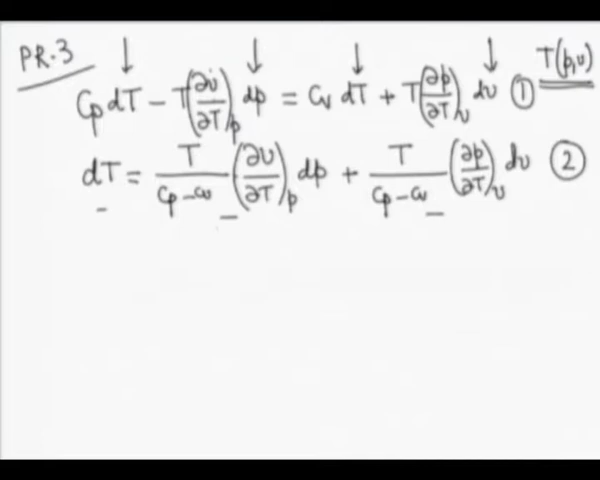 PR.3
T(p,v)
Cp dT − T(∂v/∂T)p dp = Cv dT + T(∂p/∂T)v dv ①
dT = T/(Cp − Cv) (∂v/∂T)p dp + T/(Cp − Cv) (∂p/∂T)v dv ②